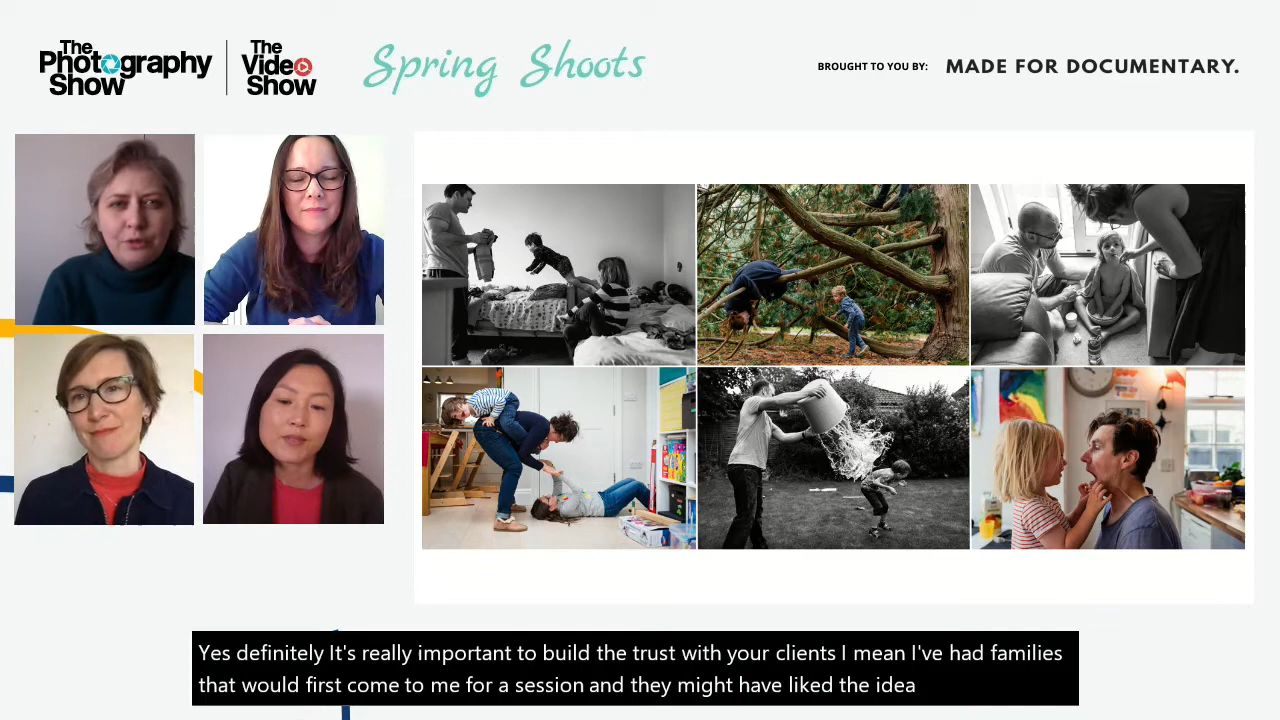 The
Photography
Show
The
Video
Show
Spring Shoots
BROUGHT TO YOU BY:
MADE FOR DOCUMENTARY.
Yes definitely It's really important to build the trust with your clients I mean I've had families
that would first come to me for a session and they might have liked the idea